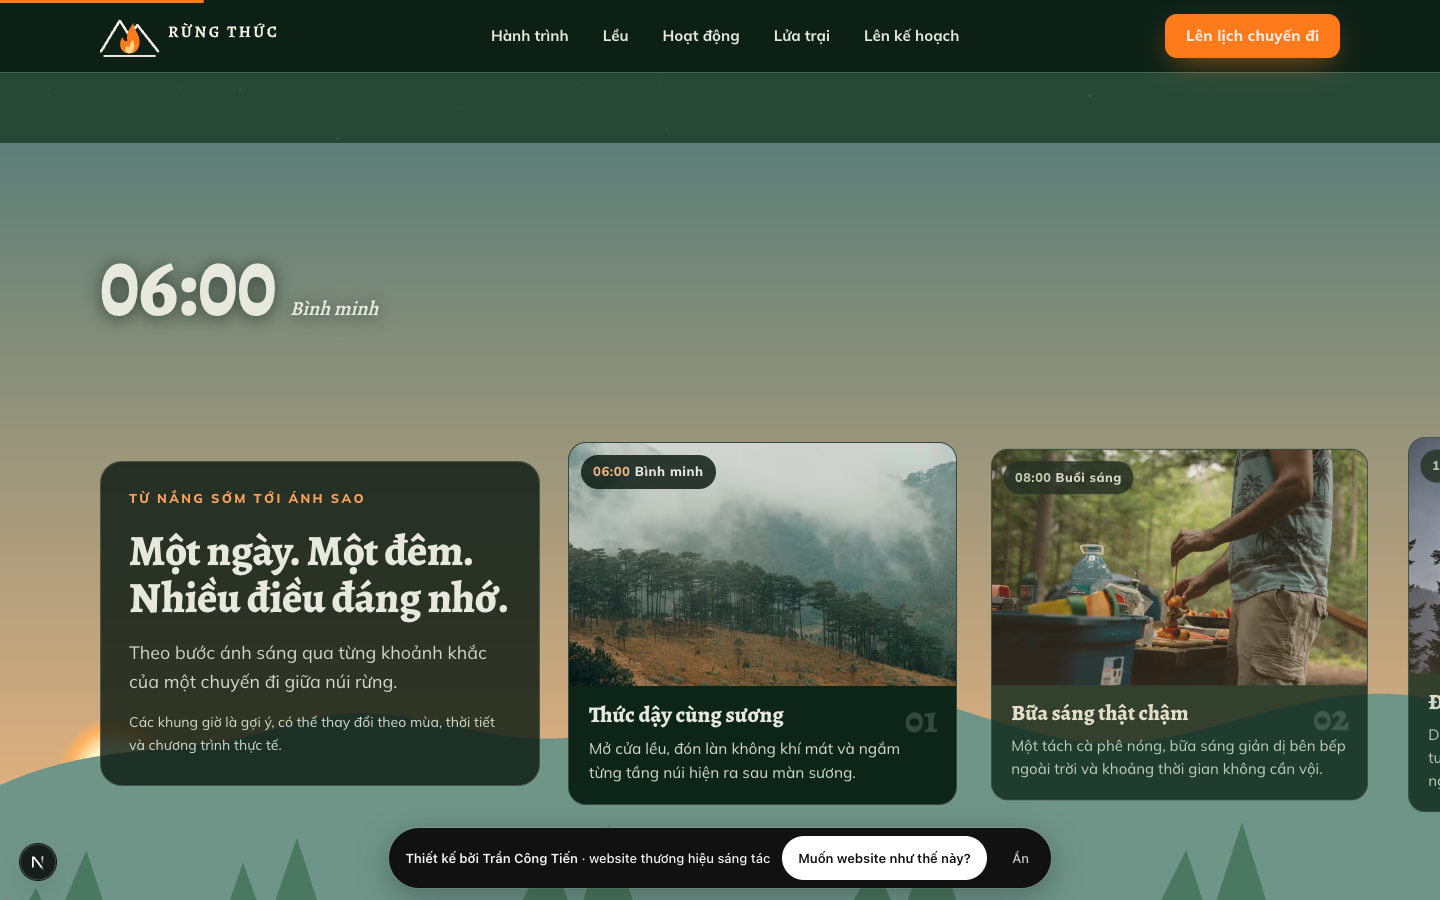 RỪNG THỨC
Hành trình
Lều
Hoạt động
Lửa trại
Lên kế hoạch
Lên lịch chuyến đi
06:00
Bình minh
TỪ NẮNG SỚM TỚI ÁNH SAO
Một ngày. Một đêm.
Nhiều điều đáng nhớ.
Theo bước ánh sáng qua từng khoảnh khắc
của một chuyến đi giữa núi rừng.
Các khung giờ là gợi ý, có thể thay đổi theo mùa, thời tiết
và chương trình thực tế.
06:00 Bình minh
Thức dậy cùng sương
01
Mở cửa lều, đón làn không khí mát và ngắm
từng tầng núi hiện ra sau màn sương.
08:00 Buổi sáng
Bữa sáng thật chậm
02
Một tách cà phê nóng, bữa sáng giản dị bên bếp
ngoài trời và khoảng thời gian không cần vội.
Thiết kế bởi Trần Công Tiến · website thương hiệu sáng tác
Muốn website như thế này?
Ẩn